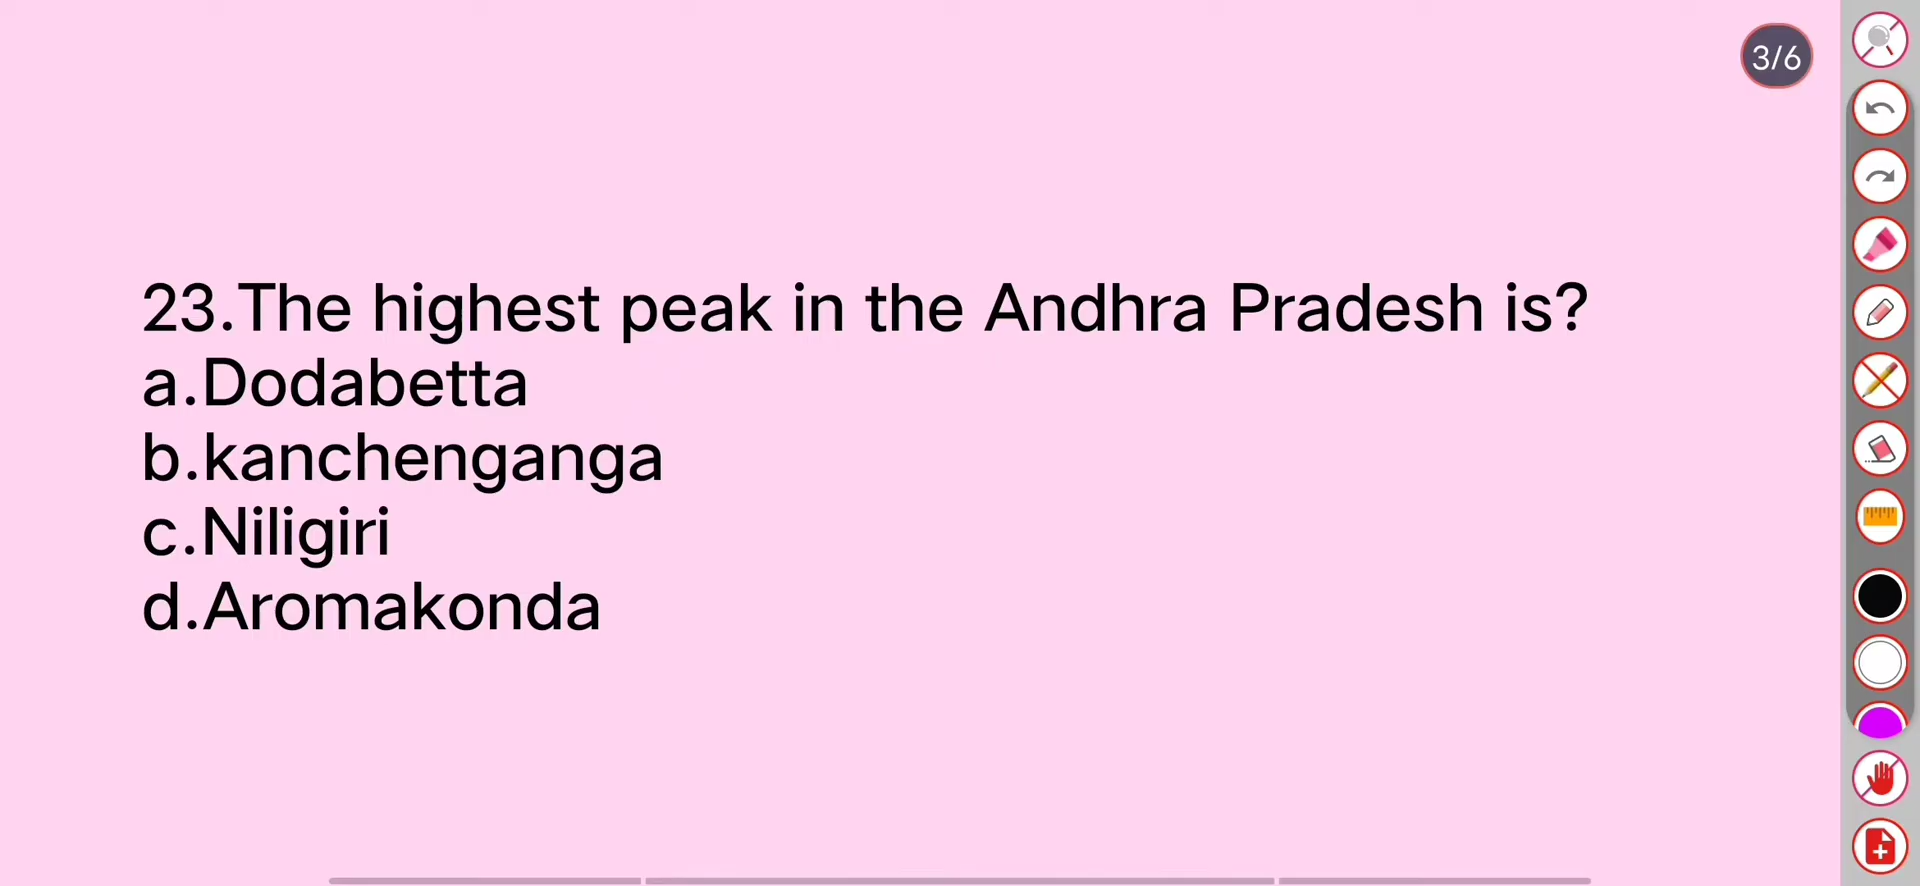 3/6
23.The highest peak in the Andhra Pradesh is?
a.Dodabetta
b.kanchenganga
c.Niligiri
d.Aromakonda